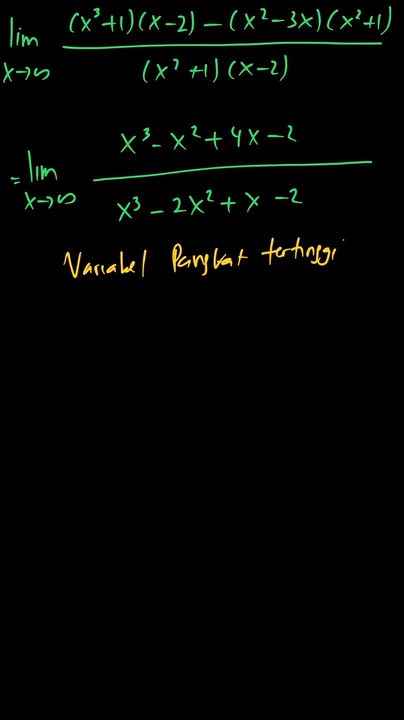 lim (x³+1)(x-2) - (x²-3x)(x²+1)
x→∞ (x²+1)(x-2)
= lim x³ - x² + 4x - 2
x→∞ x³ - 2x² + x - 2
Variabel Pangkat tertinggi